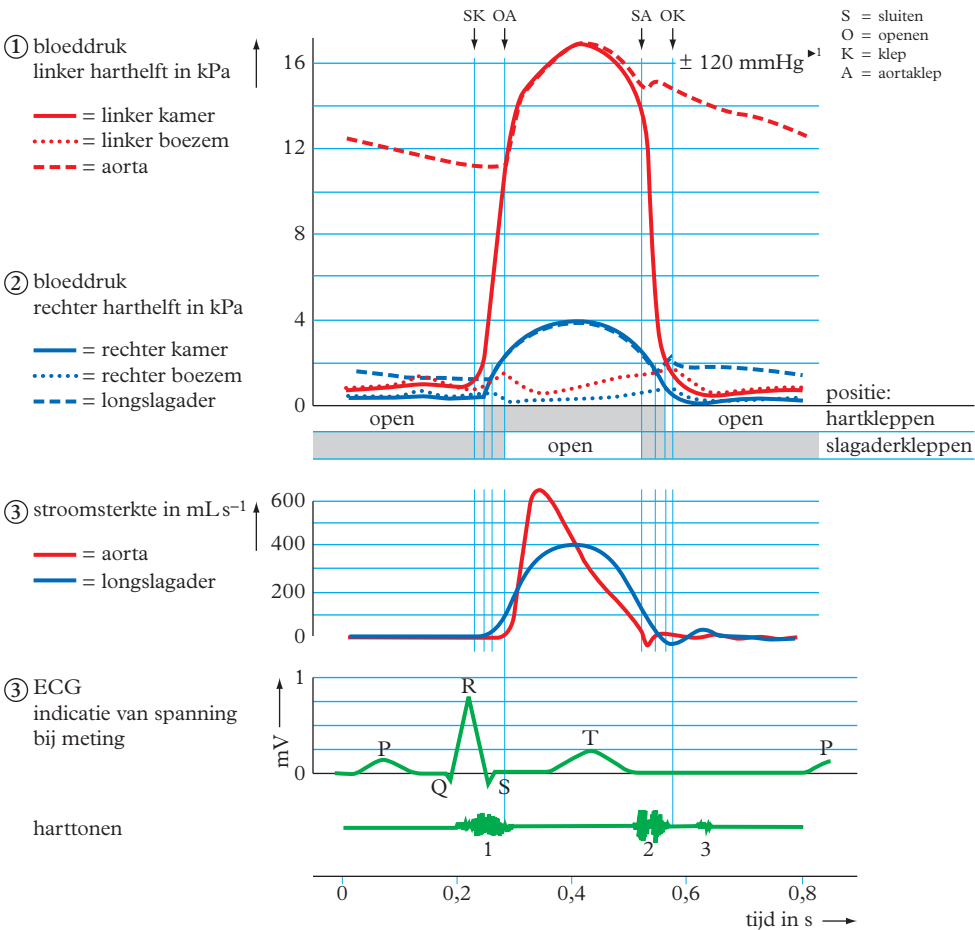 SK OA SA OK
S = sluiten
O = openen
K = klep
A = aortaklep
① bloeddruk
linker harthelft in kPa
= linker kamer
= linker boezem
= aorta
16
12
8
4
0
± 120 mmHg ►1
② bloeddruk
rechter harthelft in kPa
= rechter kamer
= rechter boezem
= longslagader
positie:
open open hartkleppen
open slagaderkleppen
③ stroomsterkte in mL s–1
= aorta
= longslagader
600
400
200
0
③ ECG
indicatie van spanning
bij meting
mV
1
0
P Q R S T P
harttonen
1 2 3
0 0,2 0,4 0,6 0,8
tijd in s